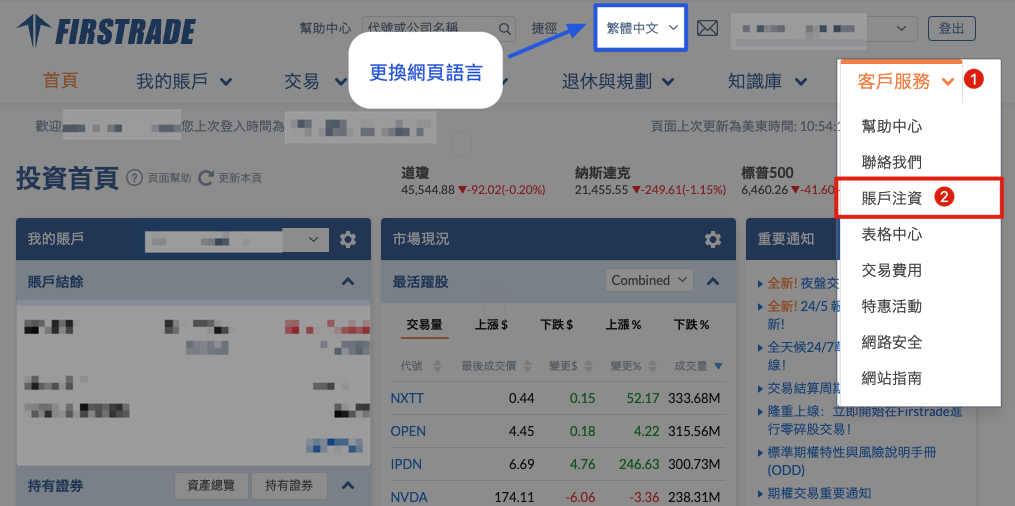 FIRSTRADE
幫助中心
代號或公司名稱
捷徑
繁體中文
登出
更換網頁語言
首頁
我的賬戶
交易
退休與規劃
知識庫
客戶服務
1
幫助中心
聯絡我們
賬戶注資
2
表格中心
交易費用
特惠活動
網路安全
網站指南
歡迎
您上次登入時間為
頁面上次更新為美東時間: 10:54:1
投資首頁
頁面幫助
更新本頁
道瓊
45,544.88 ▼-92.02(-0.20%)
納斯達克
21,455.55 ▼-249.61(-1.15%)
標普500
6,460.26 ▼-41.60
我的賬戶
賬戶結餘
持有證券
資產總覽
持有證券
市場現況
最活躍股
Combined
交易量 上漲 $ 下跌 $ 上漲 % 下跌 %
代號 最後成交價 變更$ 變更% 成交量
NXTT 0.44 0.15 52.17 333.68M
OPEN 4.45 0.18 4.22 315.56M
IPDN 6.69 4.76 246.63 300.73M
NVDA 174.11 -6.06 -3.36 238.31M
重要通知
全新! 夜盤交
全新! 24/5 
新!
全天候24/7
線!
交易結算周期
隆重上線：立即開始在Firstrade進
行零碎股交易!
標準期權特性與風險說明手冊
(ODD)
期權交易重要通知